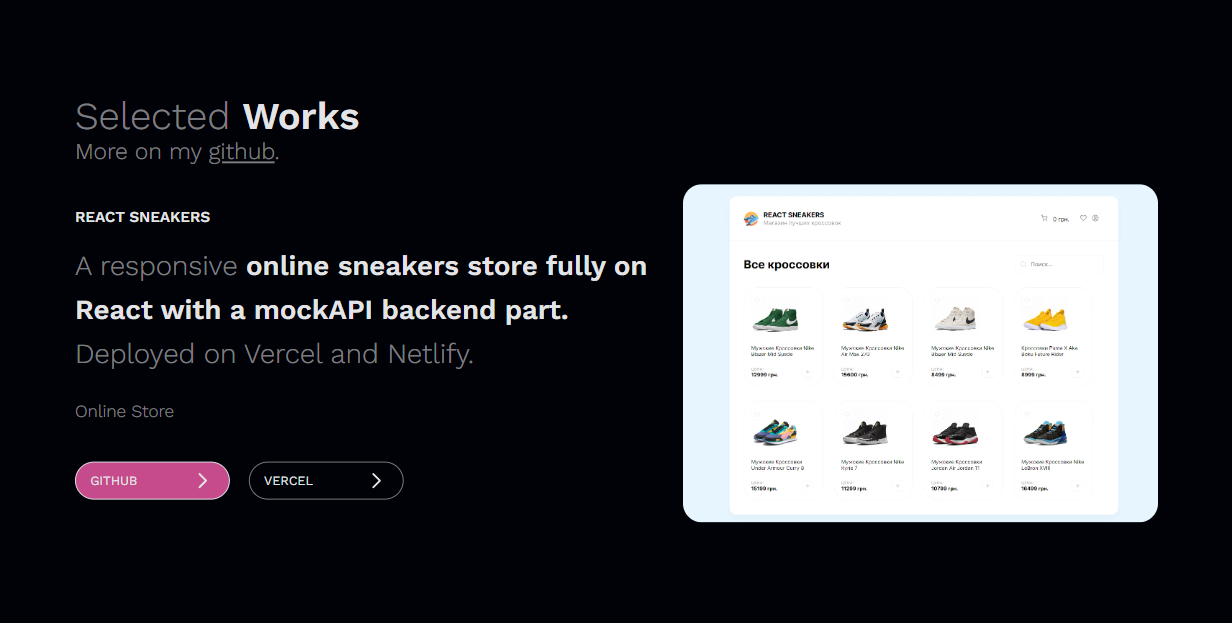 Selected Works
More on my github.
REACT SNEAKERS
A responsive online sneakers store fully on
React with a mockAPI backend part.
Deployed on Vercel and Netlify.
Online Store
GITHUB
VERCEL
REACT SNEAKERS
Магазин лучших кроссовок
0 грн.
Все кроссовки
Поиск...
Мужские Кроссовки Nike
Blazer Mid Suede
ЦЕНА:
12999 грн.
Мужские Кроссовки Nike
Air Max 270
ЦЕНА:
15600 грн.
Мужские Кроссовки Nike
Blazer Mid Suede
ЦЕНА:
8499 грн.
Кроссовки Puma X Aka
Boku Future Rider
ЦЕНА:
8999 грн.
Мужские Кроссовки
Under Armour Curry 8
ЦЕНА:
15199 грн.
Мужские Кроссовки Nike
Kyrie 7
ЦЕНА:
11299 грн.
Мужские Кроссовки
Jordan Air Jordan 11
ЦЕНА:
10799 грн.
Мужские Кроссовки Nike
LeBron XVIII
ЦЕНА:
16499 грн.